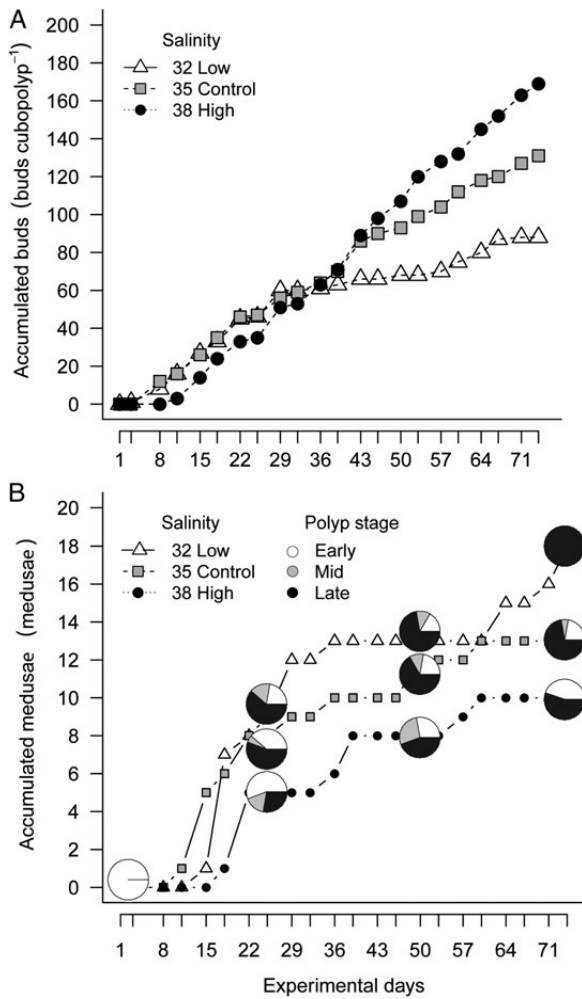 A
Salinity
32 Low
35 Control
38 High
Accumulated buds (buds cubopolyp⁻¹)
200
180
160
140
120
100
80
60
40
20
0
1 8 15 22 29 36 43 50 57 64 71
B
Salinity Polyp stage
32 Low Early
35 Control Mid
38 High Late
Accumulated medusae (medusae)
20
18
16
14
12
10
8
6
4
2
0
1 8 15 22 29 36 43 50 57 64 71
Experimental days